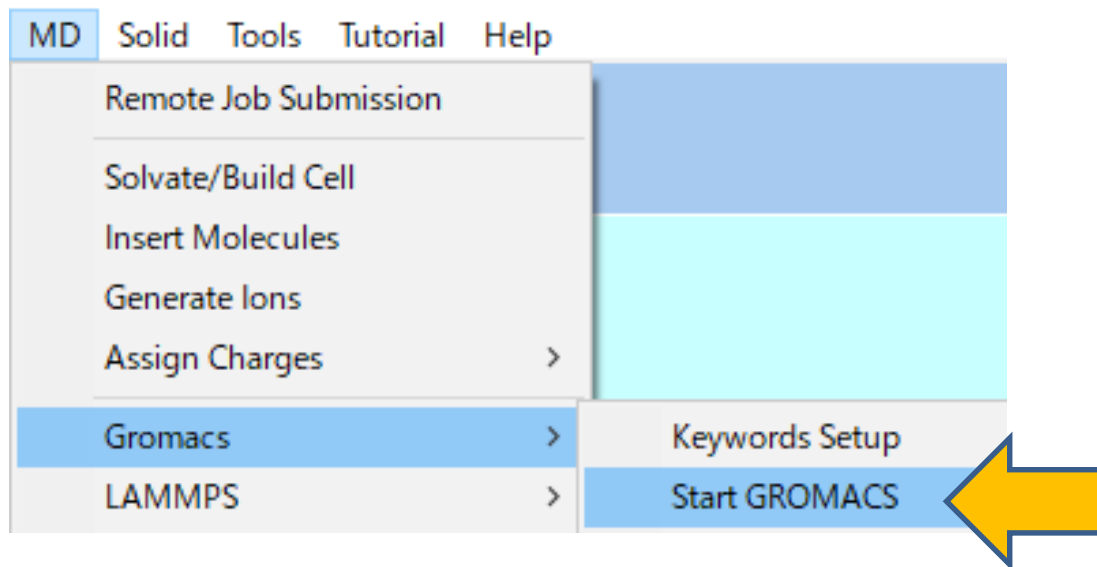 MD Solid Tools Tutorial Help
Remote Job Submission
Solvate/Build Cell
Insert Molecules
Generate Ions
Assign Charges >
Gromacs > Keywords Setup
LAMMPS > Start GROMACS